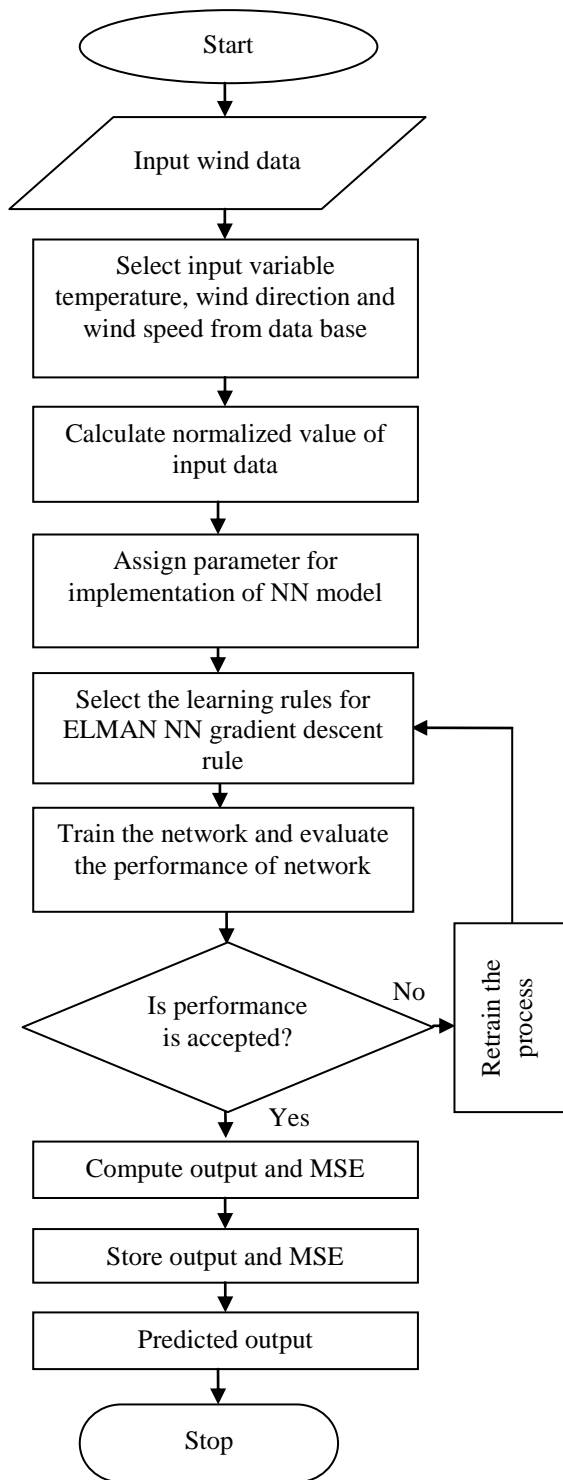 Start
Input wind data
Select input variable
temperature, wind direction and
wind speed from data base
Calculate normalized value of
input data
Assign parameter for
implementation of NN model
Select the learning rules for
ELMAN NN gradient descent
rule
Train the network and evaluate
the performance of network
Is performance
is accepted?
No
Retrain the
process
Yes
Compute output and MSE
Store output and MSE
Predicted output
Stop